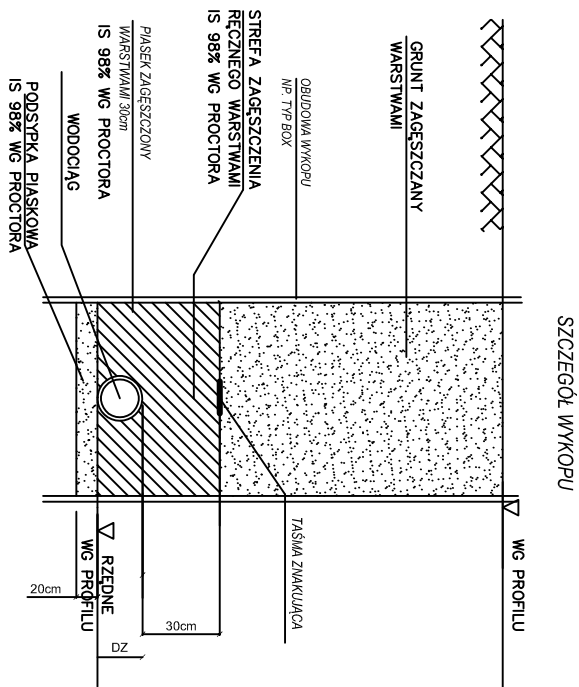 SZCZEGÓŁ WYKOPU
GRUNT ZAGĘSZCZANY
WARSTWAMI
OBUDOWA WYKOPU
NP. TYP BOX
STREFA ZAGĘSZCZENIA
RĘCZNEGO WARSTWAMI
IS 98% WG PROCTORA
PIASEK ZAGĘSZCZONY
WARSTWAMI 30cm
IS 98% WG PROCTORA
WODOCIĄG
PODSYPKA PIASKOWA
IS 98% WG PROCTORA
WG PROFILU
TAŚMA ZNAKUJĄCA
RZĘDNE
WG PROFILU
20cm
30cm
DZ